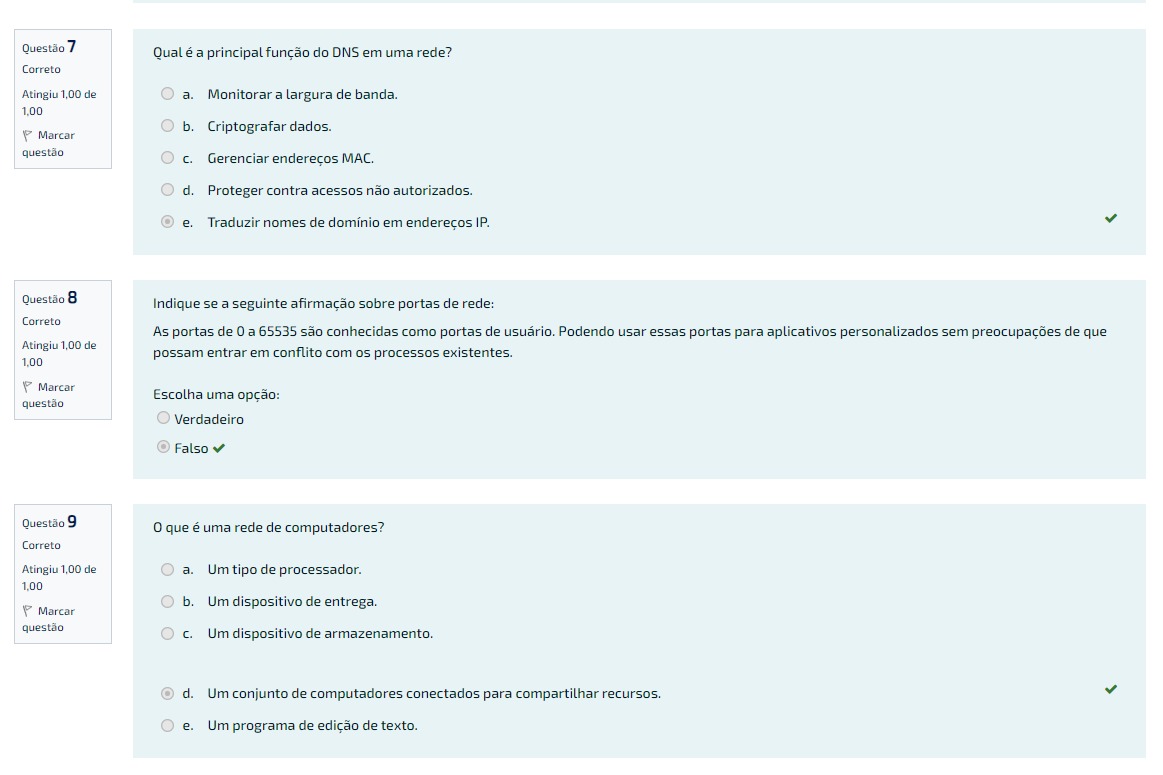 Questão 7
Correto
Atingiu 1,00 de
1,00
Marcar
questão
Qual é a principal função do DNS em uma rede?
a. Monitorar a largura de banda.
b. Criptografar dados.
c. Gerenciar endereços MAC.
d. Proteger contra acessos não autorizados.
e. Traduzir nomes de domínio em endereços IP.
Questão 8
Correto
Atingiu 1,00 de
1,00
Marcar
questão
Indique se a seguinte afirmação sobre portas de rede:
As portas de 0 a 65535 são conhecidas como portas de usuário. Podendo usar essas portas para aplicativos personalizados sem preocupações de que
possam entrar em conflito com os processos existentes.
Escolha uma opção:
Verdadeiro
Falso
Questão 9
Correto
Atingiu 1,00 de
1,00
Marcar
questão
O que é uma rede de computadores?
a. Um tipo de processador.
b. Um dispositivo de entrega.
c. Um dispositivo de armazenamento.
d. Um conjunto de computadores conectados para compartilhar recursos.
e. Um programa de edição de texto.